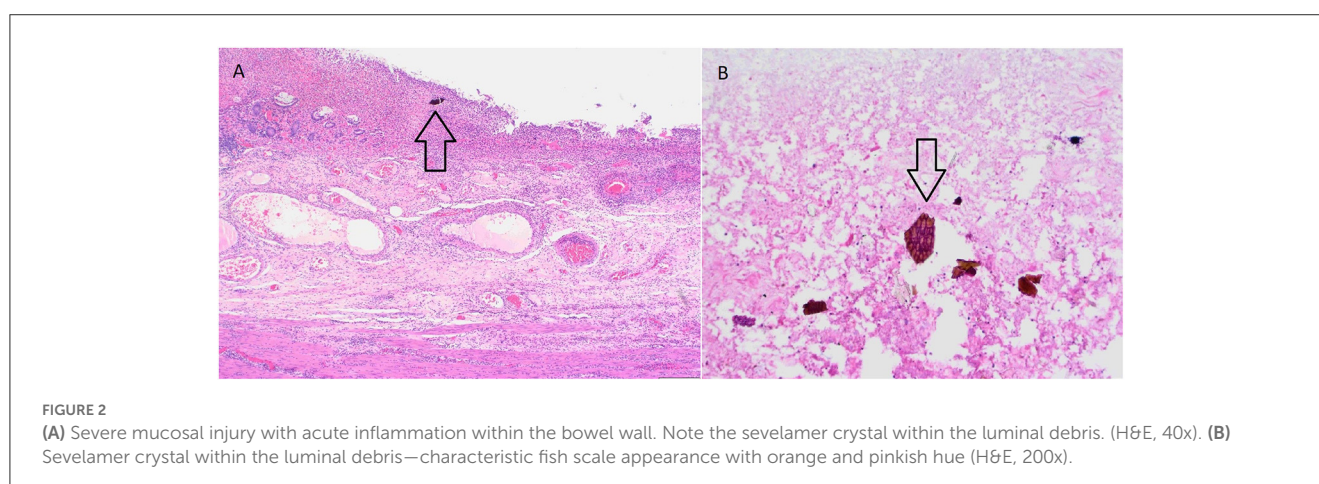 A
B
FIGURE 2
(A) Severe mucosal injury with acute inflammation within the bowel wall. Note the sevelamer crystal within the luminal debris. (H&E, 40x). (B)
Sevelamer crystal within the luminal debris—characteristic fish scale appearance with orange and pinkish hue (H&E, 200x).